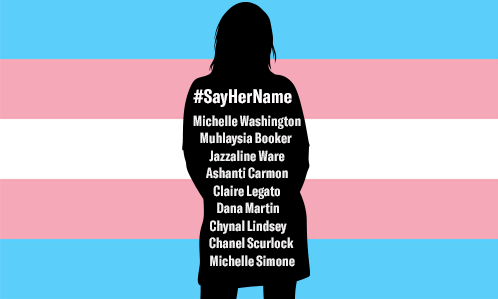 #SayHerName
Michelle Washington
Muhlaysia Booker
Jazzaline Ware
Ashanti Carmon
Claire Legato
Dana Martin
Chynal Lindsey
Chanel Scurlock
Michelle Simone